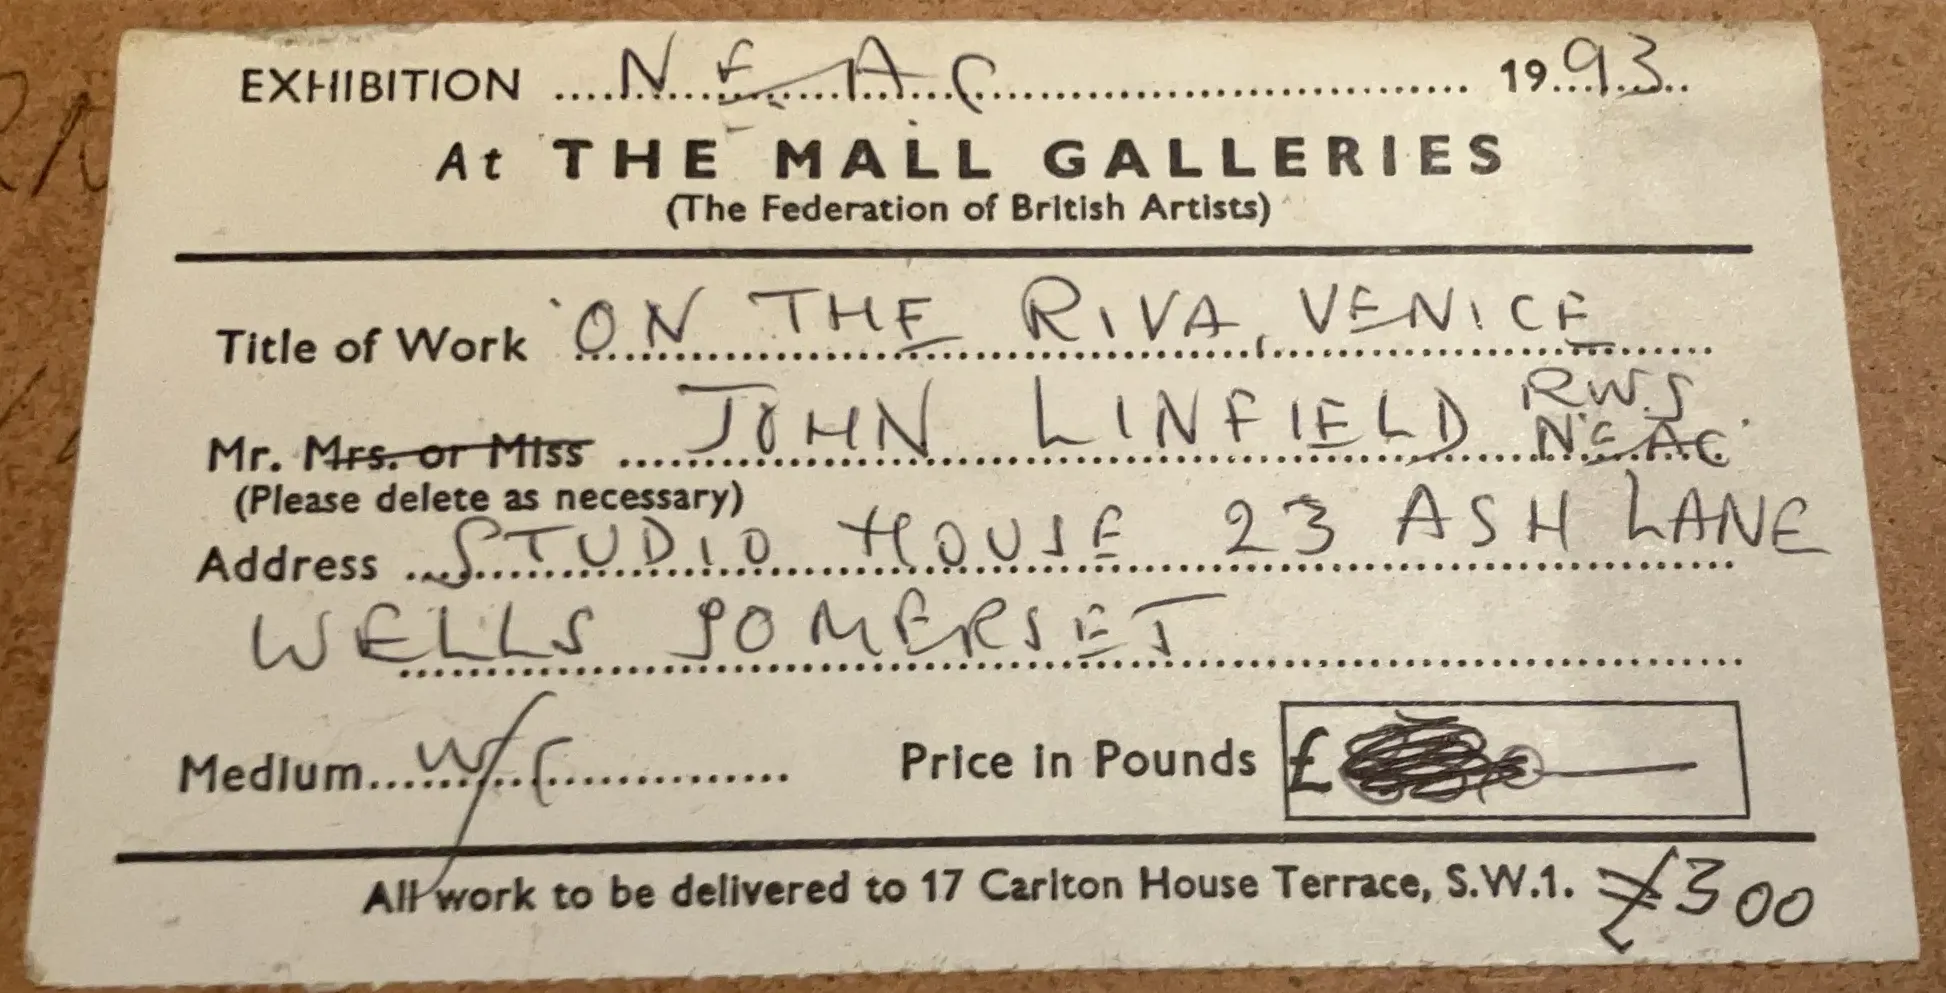 EXHIBITION ....N.E.A.C........ 1993
At THE MALL GALLERIES
(The Federation of British Artists)
Title of Work ON THE RIVA, VENICE
Mr. Mrs. or Miss JOHN LINFIELD RWS NEAC
(Please delete as necessary)
Address STUDIO HOUSE 23 ASH LANE
WELLS SOMERSET
Medium W/C Price in Pounds £
All work to be delivered to 17 Carlton House Terrace, S.W.1. £300